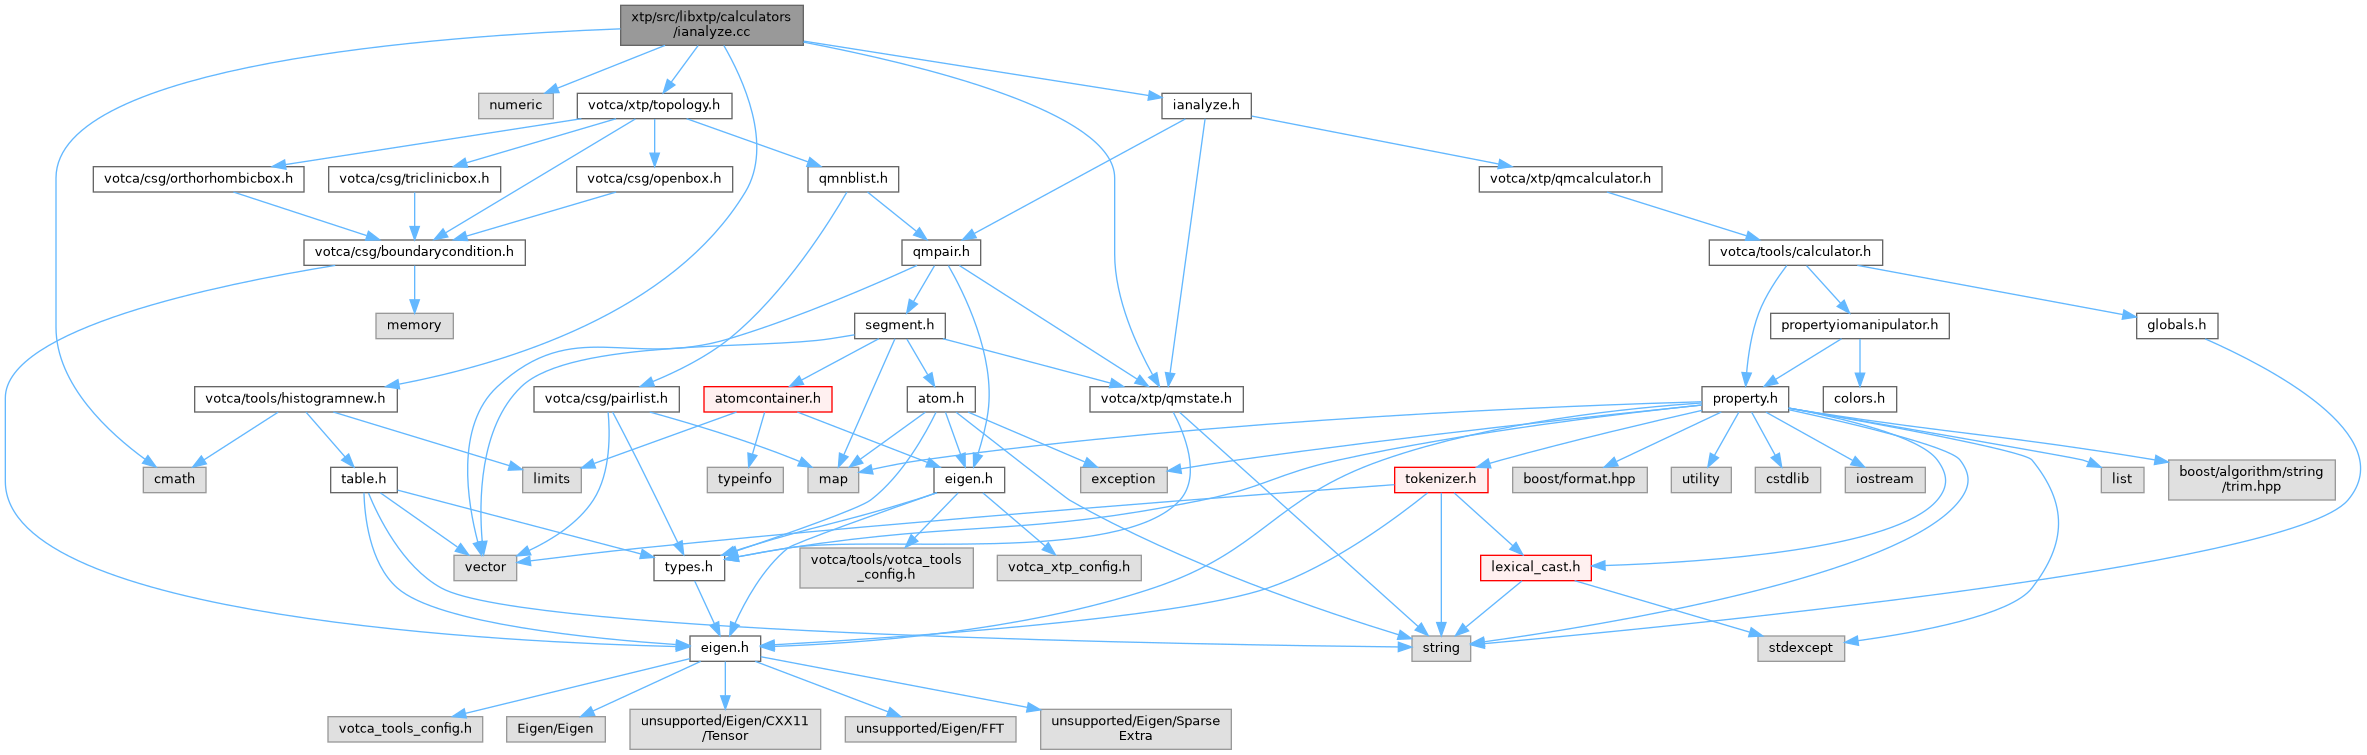 xtp/src/libxtp/calculators
/ianalyze.cc
numeric
votca/xtp/topology.h
ianalyze.h
votca/csg/orthorhombicbox.h
votca/csg/triclinicbox.h
votca/csg/openbox.h
qmnblist.h
votca/xtp/qmcalculator.h
votca/csg/boundarycondition.h
qmpair.h
votca/tools/calculator.h
memory
segment.h
propertyiomanipulator.h
globals.h
votca/tools/histogramnew.h
votca/csg/pairlist.h
atomcontainer.h
atom.h
votca/xtp/qmstate.h
property.h
colors.h
cmath
table.h
limits
typeinfo
map
eigen.h
exception
tokenizer.h
boost/format.hpp
utility
cstdlib
iostream
list
boost/algorithm/string
/trim.hpp
vector
types.h
votca/tools/votca_tools
_config.h
votca_xtp_config.h
lexical_cast.h
eigen.h
string
stdexcept
votca_tools_config.h
Eigen/Eigen
unsupported/Eigen/CXX11
/Tensor
unsupported/Eigen/FFT
unsupported/Eigen/Sparse
Extra